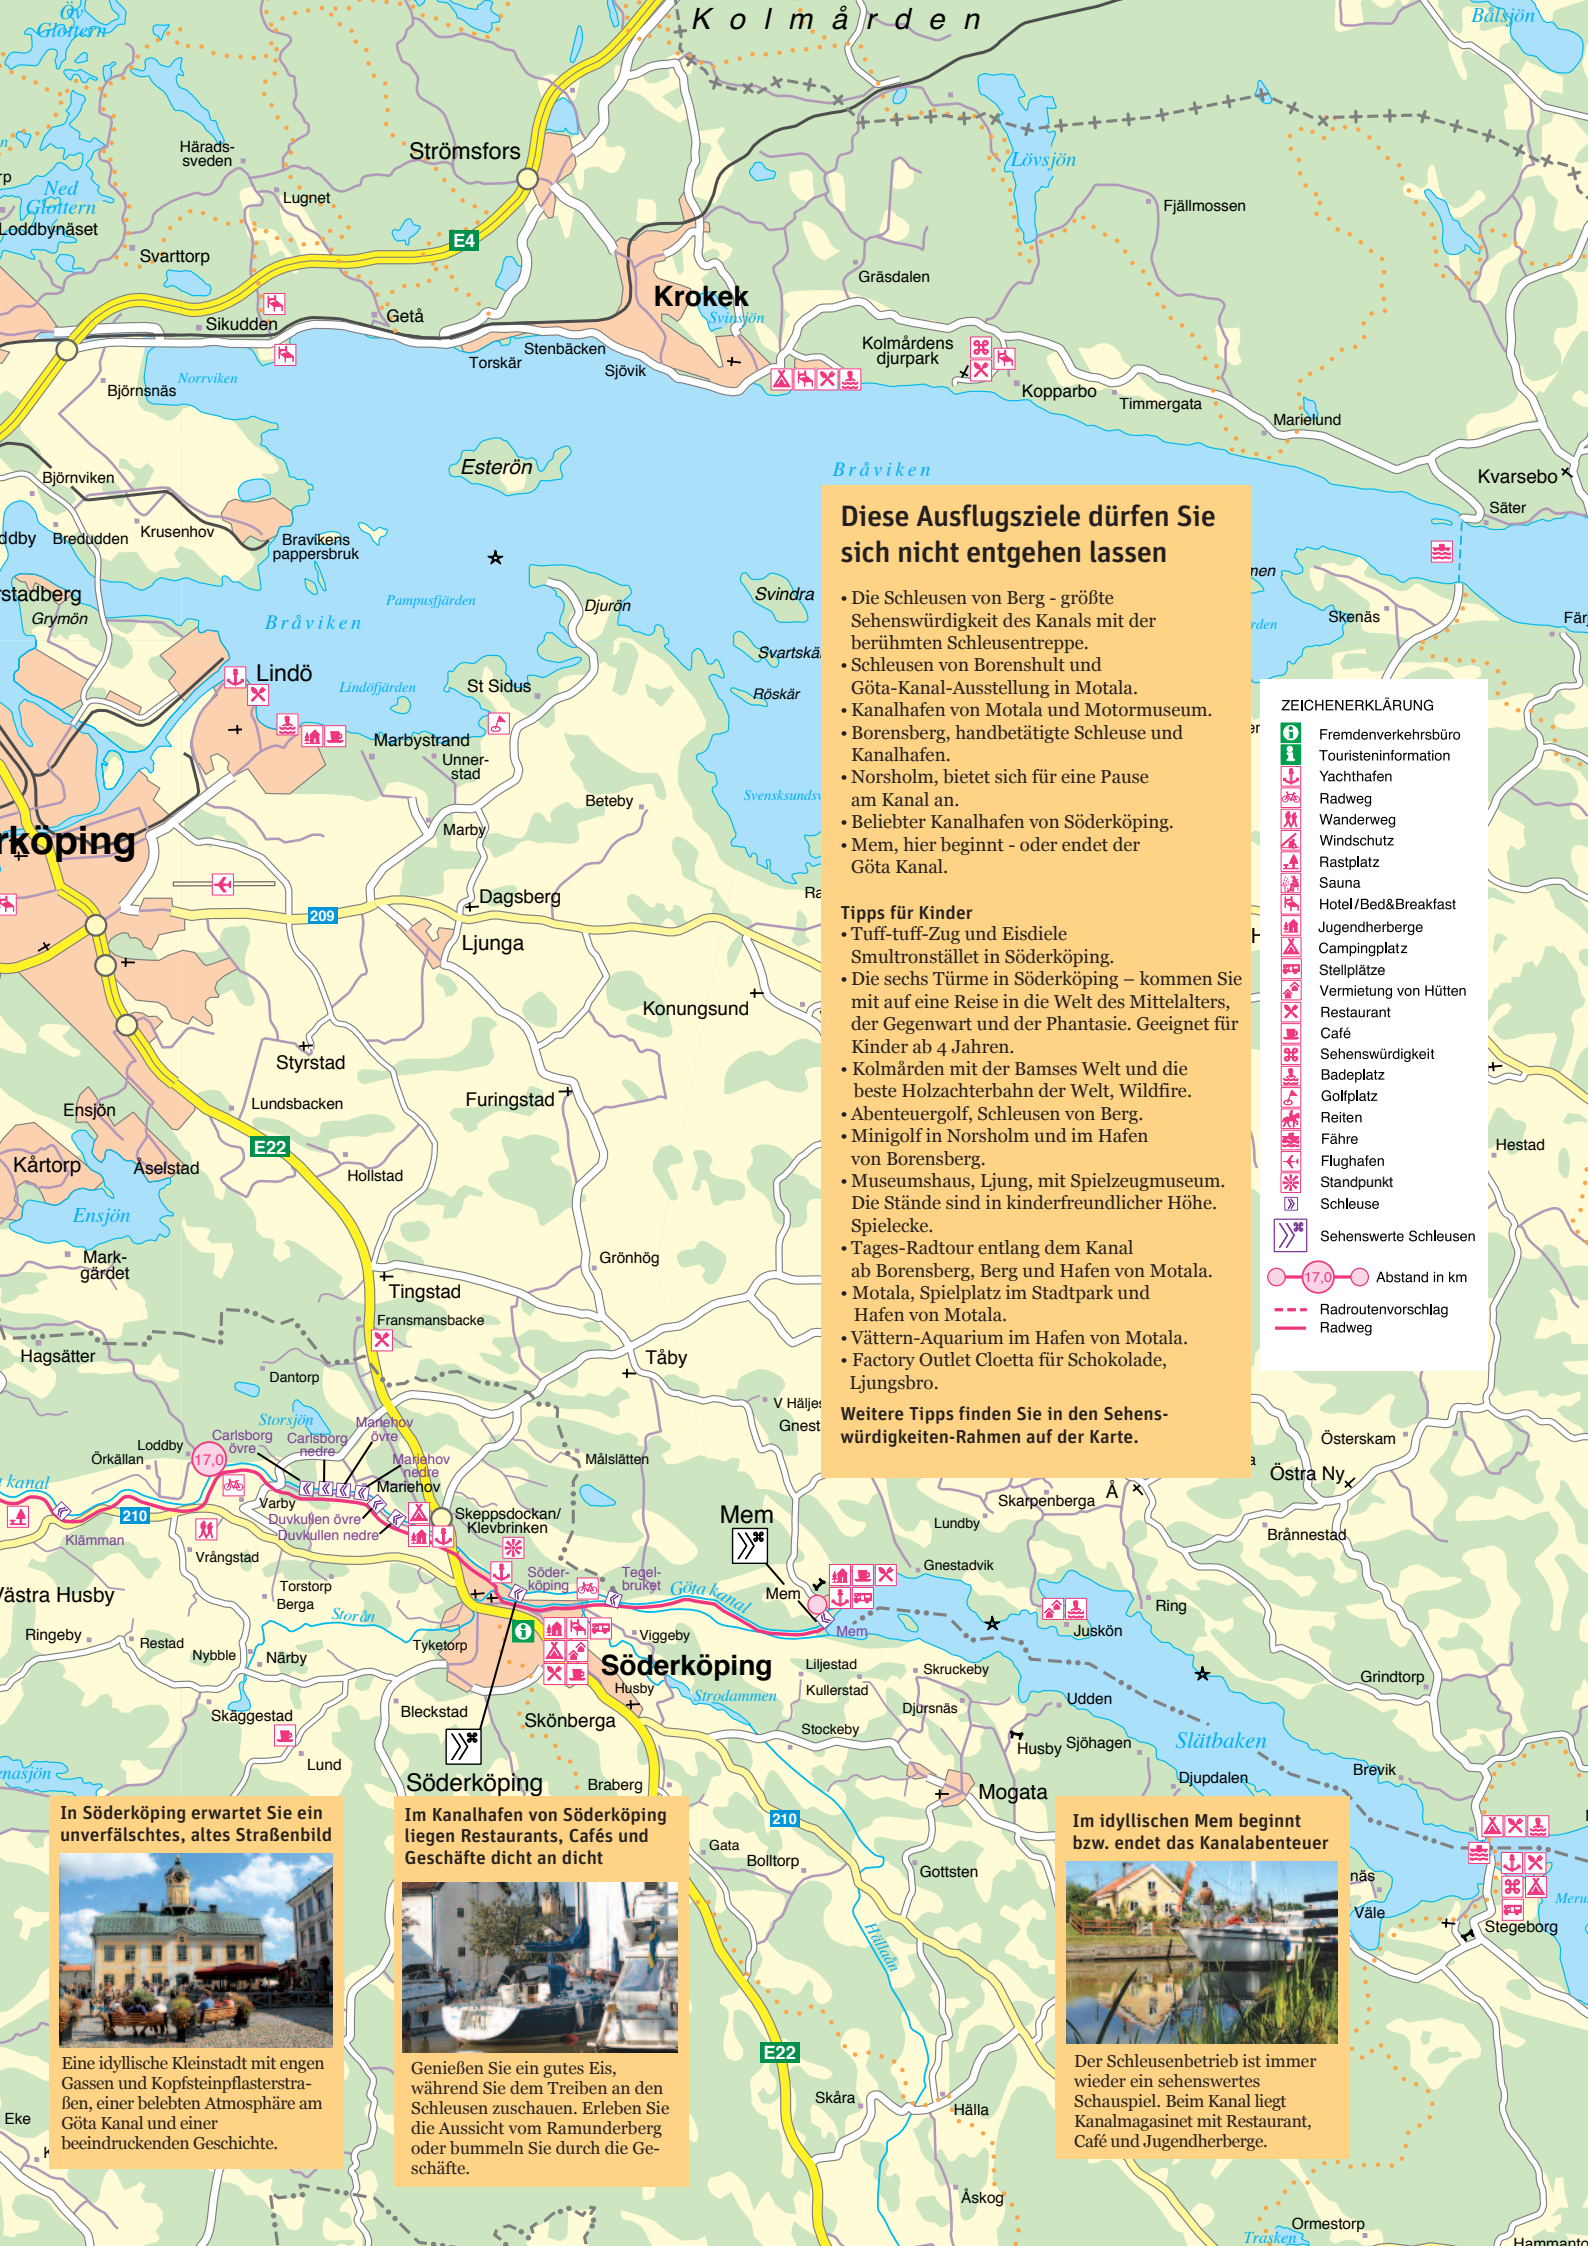 Kolmården
Öv
Glottern
Bålsjön
Härads-
sveden
Strömsfors
Lövsjön
Ned
Glottern
Lugnet
Fjällmossen
Loddbynäset
Svarttorp
E4
Gräsdalen
Krokek
Svinsjön
Sikudden
Getå
Stenbäcken
Torskär
Sjövik
Kolmårdens
djurpark
Norrviken
Björnsnäs
Kopparbo
Timmergata
Marielund
Esterön
Bråviken
Björnviken
Kvarsebo
Säter
ddby
Bredudden
Krusenhov
Bravikens
pappersbruk
rstadberg
Grymön
Pampusfjärden
Djurön
Svindra
Bråviken
Skenäs
Fär
Svartskä
Lindö
Lindöfjärden
St Sidus
Röskär
Marbystrand
Unner-
stad
Svensksundsv
Beteby
Marby
rköping
Dagsberg
209
Ljunga
Konungsund
Styrstad
Furingstad
Ensjön
Lundsbacken
E22
Kårtorp
Åselstad
Hollstad
Hestad
Ensjön
Mark-
gärdet
Grönhög
Tingstad
Fransmansbacke
Hagsätter
Tåby
Dantorp
V Häljes
Gnest
Storsjön
Mariehov
övre
Carlsborg
övre
Carlsborg
nedre
Loddby
Örkällan
17,0
Mariehov
nedre
Mariehov
Målslätten
Österskam
Östra Ny
kanal
Varby
210
Duvkullen övre
Duvkullen nedre
Klämman
Skeppsdockan/
Klevbrinken
Mem
Skarpenberga
Å
Lundby
Brånnestad
Vrångstad
Gnestadvik
Västra Husby
Torstorp
Berga
Söder-
köping
Tegel-
bruket
Göta kanal
Mem
Ring
Storån
Mem
Juskön
Ringeby
Restad
Nybble
Närby
Tyketorp
Viggeby
Söderköping
Liljestad
Skruckeby
Grindtorp
Husby
Strodammen
Kullerstad
Udden
Skäggestad
Bleckstad
Skönberga
Djursnäs
Stockeby
Husby
Sjöhagen
Slätbaken
Lund
nasjön
Söderköping
Braberg
Mogata
Djupdalen
Brevik
210
Gata
Bolltorp
Gottsten
näs
Väle
Stegeborg
Hällaån
E22
Skåra
Hälla
Eke
Åskog
Ormestorp
Trasken
Hammanto
Diese Ausflugsziele dürfen Sie
sich nicht entgehen lassen
• Die Schleusen von Berg - größte
Sehenswürdigkeit des Kanals mit der
berühmten Schleusentreppe.
• Schleusen von Borenshult und
Göta-Kanal-Ausstellung in Motala.
• Kanalhafen von Motala und Motormuseum.
• Borensberg, handbetätigte Schleuse und
Kanalhafen.
• Norsholm, bietet sich für eine Pause
am Kanal an.
• Beliebter Kanalhafen von Söderköping.
• Mem, hier beginnt - oder endet der
Göta Kanal.
Tipps für Kinder
• Tuff-tuff-Zug und Eisdiele
Smultronstället in Söderköping.
• Die sechs Türme in Söderköping – kommen Sie
mit auf eine Reise in die Welt des Mittelalters,
der Gegenwart und der Phantasie. Geeignet für
Kinder ab 4 Jahren.
• Kolmården mit der Bamses Welt und die
beste Holzachterbahn der Welt, Wildfire.
• Abenteuergolf, Schleusen von Berg.
• Minigolf in Norsholm und im Hafen
von Borensberg.
• Museumshaus, Ljung, mit Spielzeugmuseum.
Die Stände sind in kinderfreundlicher Höhe.
Spielecke.
• Tages-Radtour entlang dem Kanal
ab Borensberg, Berg und Hafen von Motala.
• Motala, Spielplatz im Stadtpark und
Hafen von Motala.
• Vättern-Aquarium im Hafen von Motala.
• Factory Outlet Cloetta für Schokolade,
Ljungsbro.
Weitere Tipps finden Sie in den Sehens-
würdigkeiten-Rahmen auf der Karte.
ZEICHENERKLÄRUNG
Fremdenverkehrsbüro
Touristeninformation
Yachthafen
Radweg
Wanderweg
Windschutz
Rastplatz
Sauna
Hotel/Bed&Breakfast
Jugendherberge
Campingplatz
Stellplätze
Vermietung von Hütten
Restaurant
Café
Sehenswürdigkeit
Badeplatz
Golfplatz
Reiten
Fähre
Flughafen
Standpunkt
Schleuse
Sehenswerte Schleusen
17,0 Abstand in km
Radroutenvorschlag
Radweg
In Söderköping erwartet Sie ein
unverfälschtes, altes Straßenbild
Eine idyllische Kleinstadt mit engen
Gassen und Kopfsteinpflasterstra-
ßen, einer belebten Atmosphäre am
Göta Kanal und einer
beeindruckenden Geschichte.
Im Kanalhafen von Söderköping
liegen Restaurants, Cafés und
Geschäfte dicht an dicht
Genießen Sie ein gutes Eis,
während Sie dem Treiben an den
Schleusen zuschauen. Erleben Sie
die Aussicht vom Ramunderberg
oder bummeln Sie durch die Ge-
schäfte.
Im idyllischen Mem beginnt
bzw. endet das Kanalabenteuer
Der Schleusenbetrieb ist immer
wieder ein sehenswertes
Schauspiel. Beim Kanal liegt
Kanalmagasinet mit Restaurant,
Café und Jugendherberge.